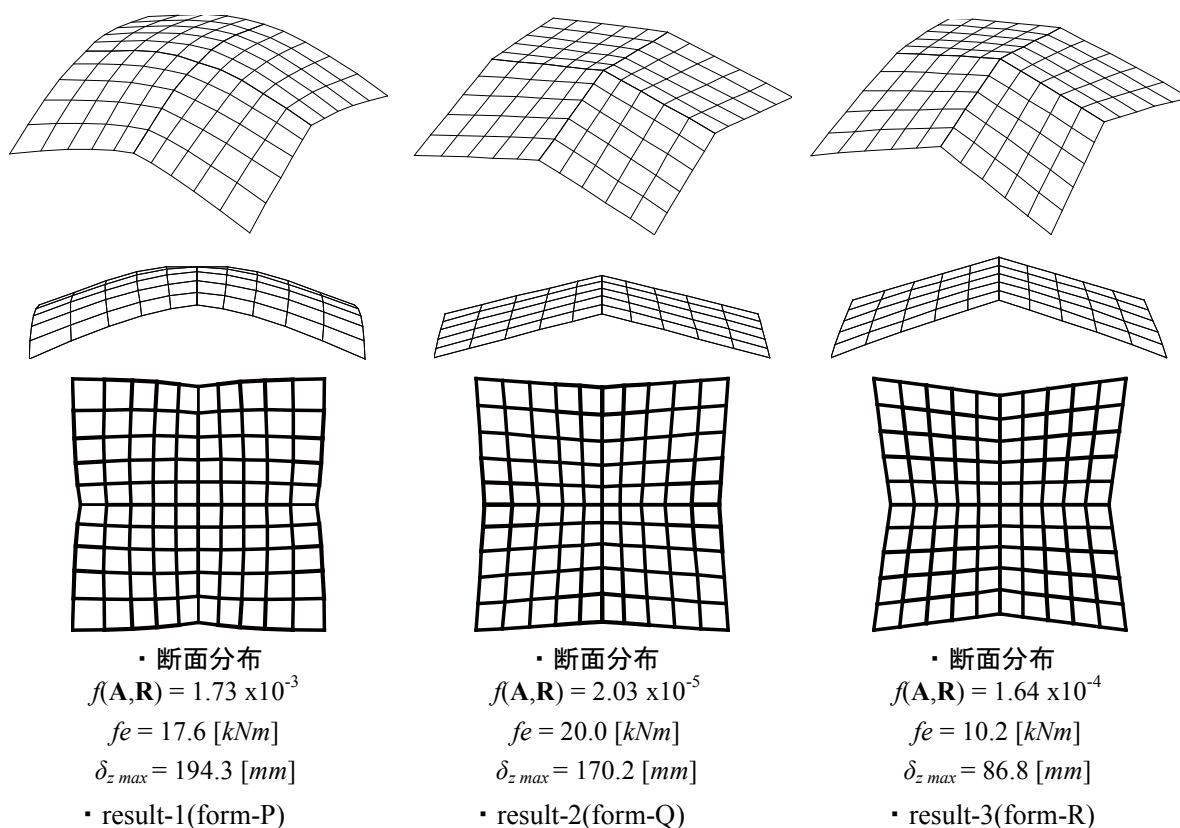 ・断面分布
f(A,R) = 1.73 x10-3
fe = 17.6 [kNm]
δz max = 194.3 [mm]
・result-1(form-P)
・断面分布
f(A,R) = 2.03 x10-5
fe = 20.0 [kNm]
δz max = 170.2 [mm]
・result-2(form-Q)
・断面分布
f(A,R) = 1.64 x10-4
fe = 10.2 [kNm]
δz max = 86.8 [mm]
・result-3(form-R)